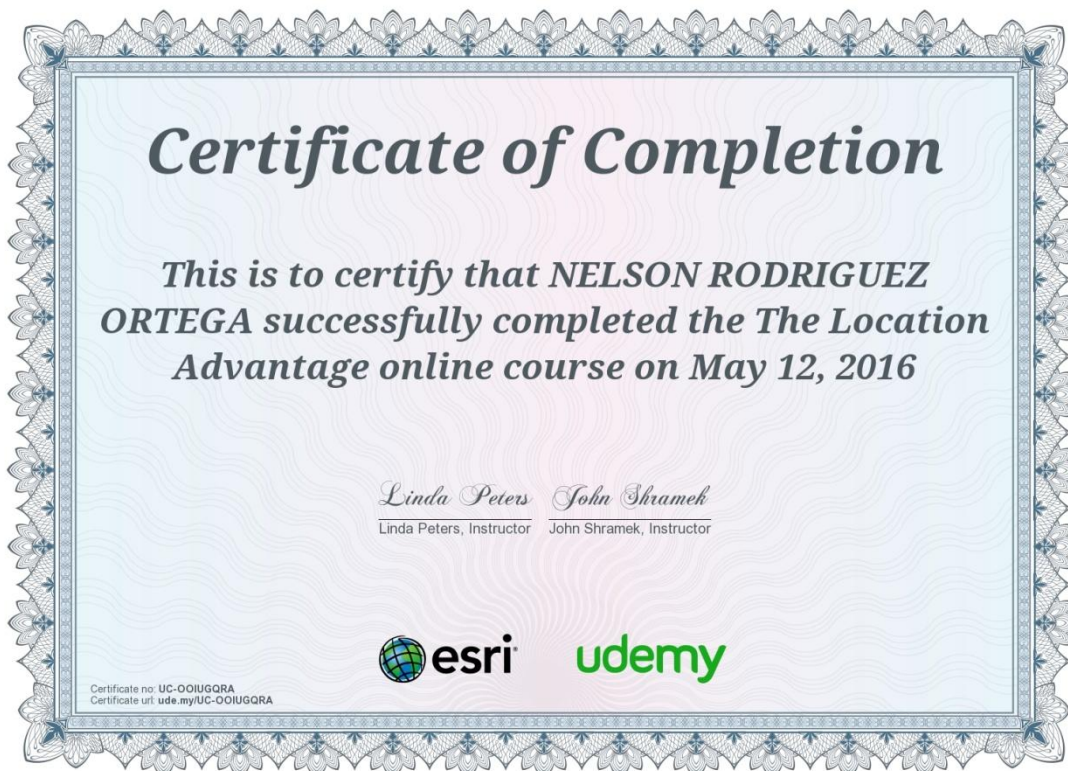 Certificate of Completion
This is to certify that NELSON RODRIGUEZ
ORTEGA successfully completed the The Location
Advantage online course on May 12, 2016
Linda Peters John Shramek
Linda Peters, Instructor John Shramek, Instructor
esri udemy
Certificate no: UC-OOIUGQRA
Certificate url: ude.my/UC-OOIUGQRA